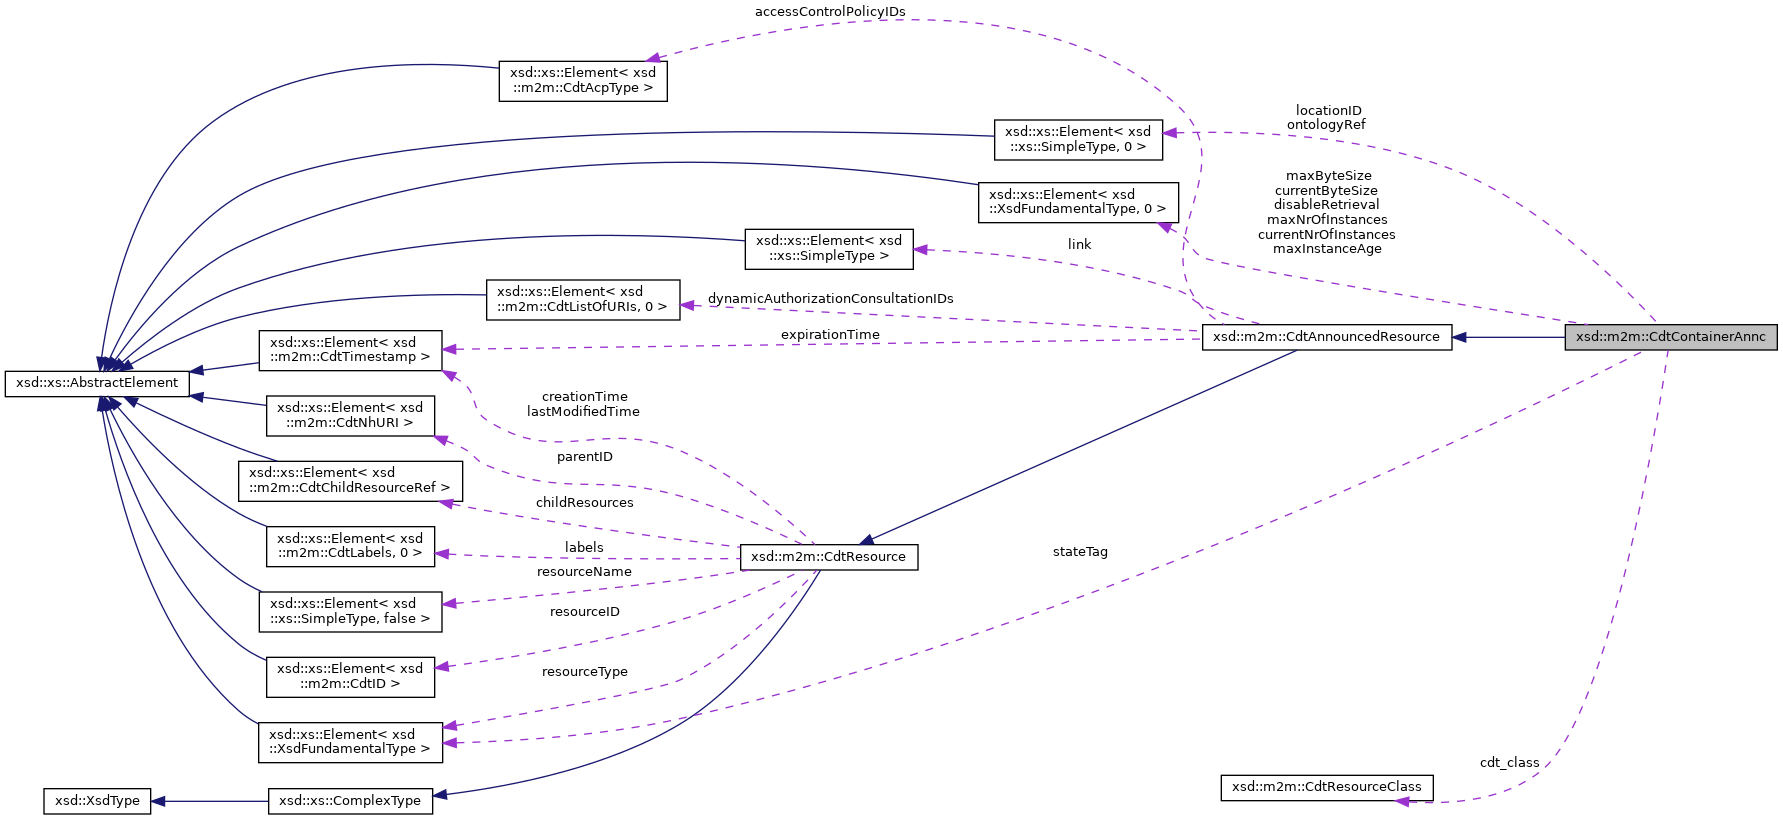 accessControlPolicyIDs
xsd::xs::Element< xsd
::m2m::CdtAcpType >
locationID
ontologyRef
xsd::xs::Element< xsd
::xs::SimpleType, 0 >
maxByteSize
currentByteSize
disableRetrieval
maxNrOfInstances
currentNrOfInstances
maxInstanceAge
xsd::xs::Element< xsd
::XsdFundamentalType, 0 >
xsd::xs::Element< xsd
::xs::SimpleType >
link
xsd::xs::Element< xsd
::m2m::CdtListOfURIs, 0 >
dynamicAuthorizationConsultationIDs
expirationTime
xsd::m2m::CdtAnnouncedResource
xsd::m2m::CdtContainerAnnc
xsd::xs::Element< xsd
::m2m::CdtTimestamp >
xsd::xs::AbstractElement
creationTime
lastModifiedTime
xsd::xs::Element< xsd
::m2m::CdtNhURI >
parentID
xsd::xs::Element< xsd
::m2m::CdtChildResourceRef >
childResources
xsd::xs::Element< xsd
::m2m::CdtLabels, 0 >
labels
xsd::m2m::CdtResource
stateTag
resourceName
xsd::xs::Element< xsd
::xs::SimpleType, false >
resourceID
xsd::xs::Element< xsd
::m2m::CdtID >
resourceType
xsd::xs::Element< xsd
::XsdFundamentalType >
cdt_class
xsd::m2m::CdtResourceClass
xsd::XsdType
xsd::xs::ComplexType